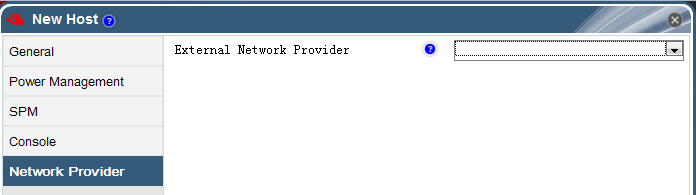 New Host
General
External Network Provider
Power Management
SPM
Console
Network Provider